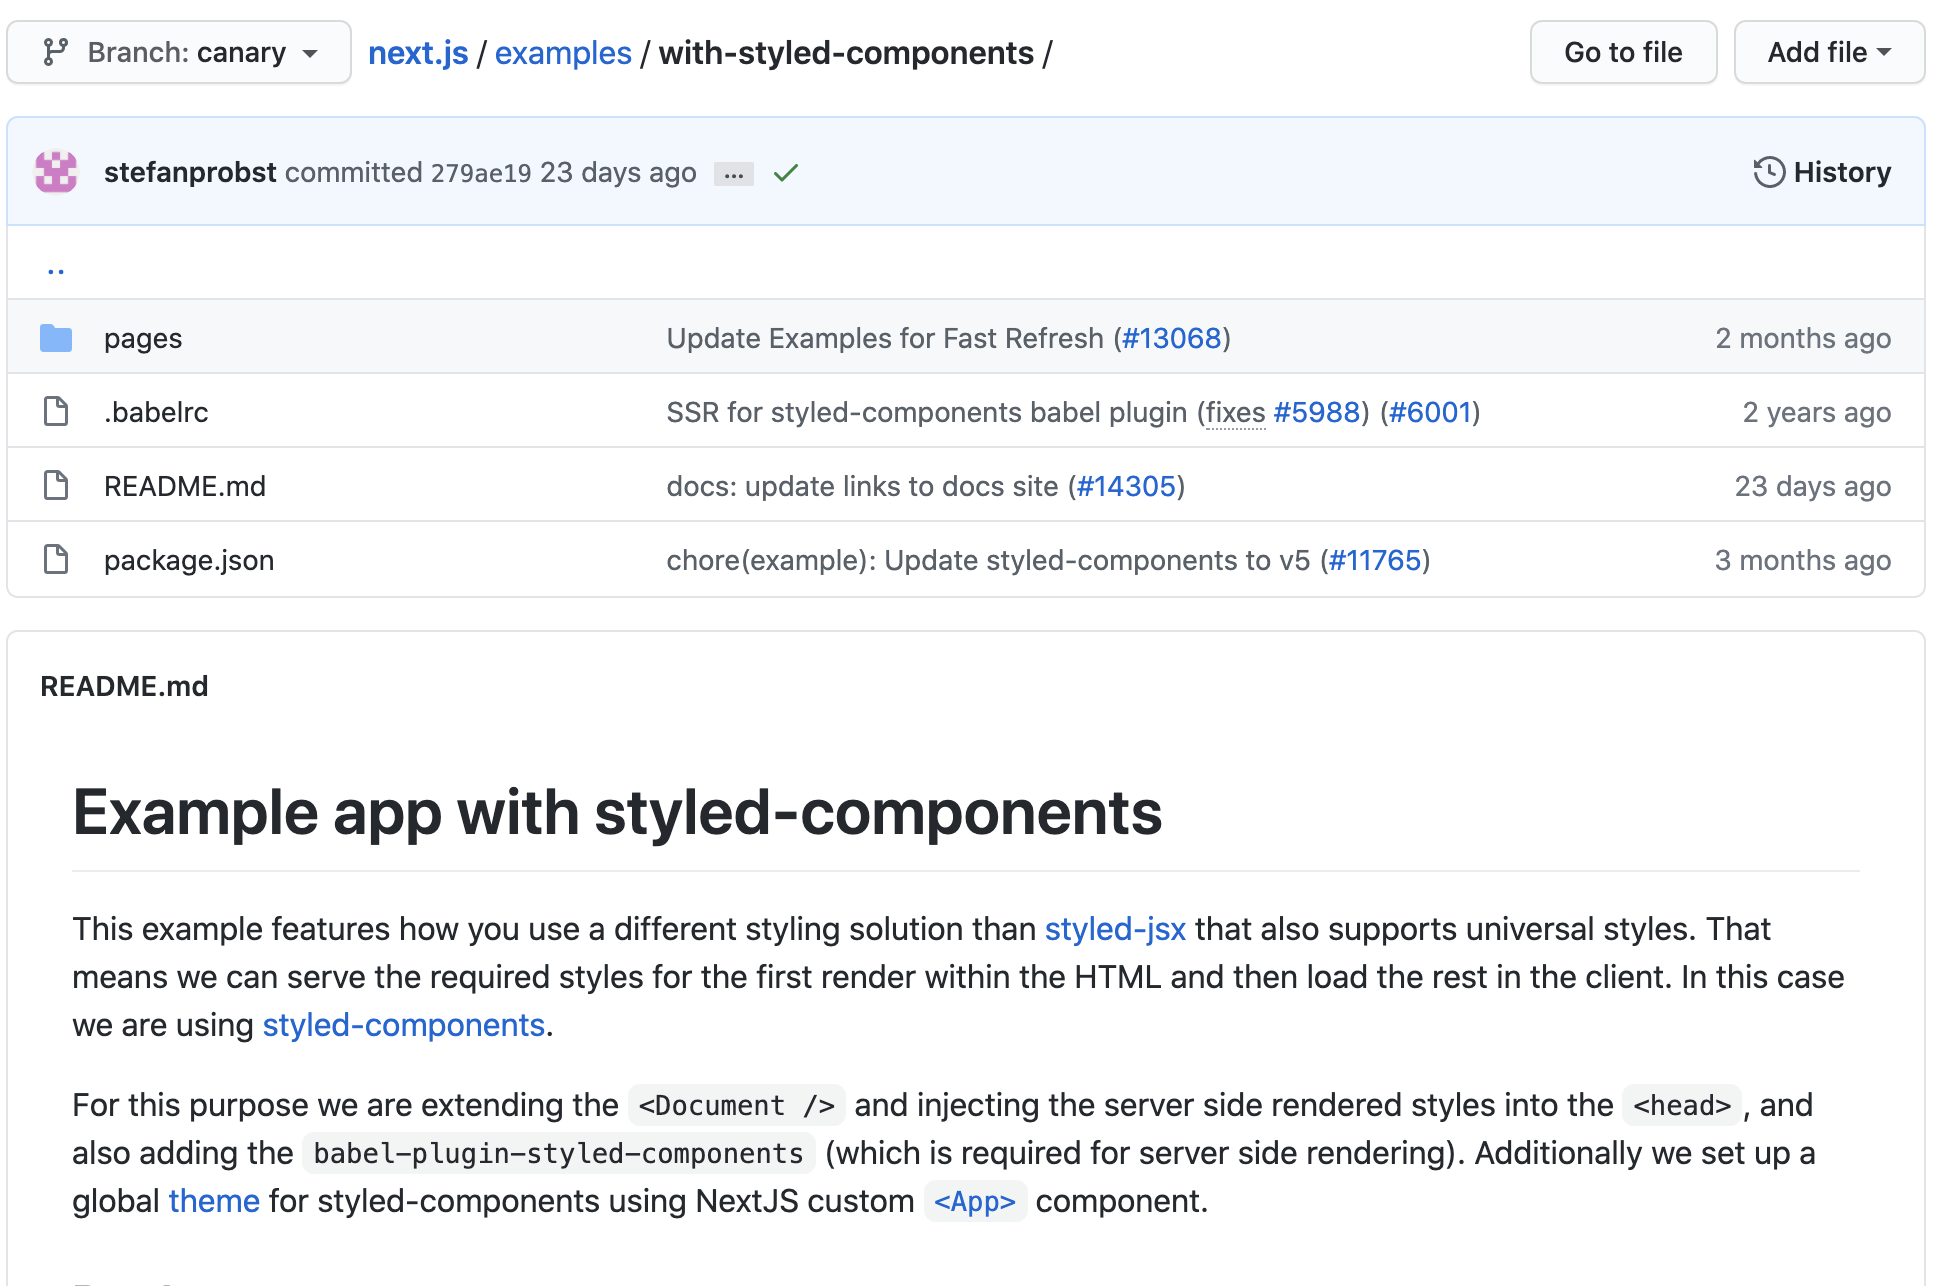 Branch: canary next.js / examples / with-styled-components / Go to file Add file
stefanprobst committed 279ae19 23 days ago ... History
..
pages Update Examples for Fast Refresh (#13068) 2 months ago
.babelrc SSR for styled-components babel plugin (fixes #5988) (#6001) 2 years ago
README.md docs: update links to docs site (#14305) 23 days ago
package.json chore(example): Update styled-components to v5 (#11765) 3 months ago
README.md
Example app with styled-components
This example features how you use a different styling solution than styled-jsx that also supports universal styles. That
means we can serve the required styles for the first render within the HTML and then load the rest in the client. In this case
we are using styled-components.
For this purpose we are extending the <Document /> and injecting the server side rendered styles into the <head>, and
also adding the babel-plugin-styled-components (which is required for server side rendering). Additionally we set up a
global theme for styled-components using NextJS custom <App> component.